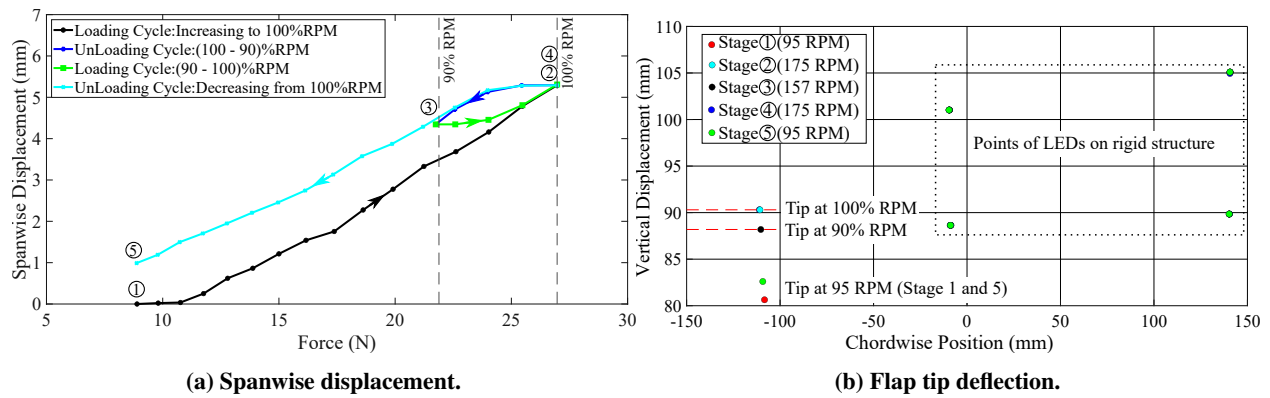 7
6
5
4
3
2
1
0
Spanwise Displacement (mm)
Loading Cycle:Increasing to 100%RPM
UnLoading Cycle:(100 - 90)%RPM
Loading Cycle:(90 - 100)%RPM
UnLoading Cycle:Decreasing from 100%RPM
90% RPM
100% RPM
④
②
③
⑤
①
5 10 15 20 25 30
Force (N)
(a) Spanwise displacement.
110
105
100
95
90
85
80
Vertical Displacement (mm)
Stage①(95 RPM)
Stage②(175 RPM)
Stage③(157 RPM)
Stage④(175 RPM)
Stage⑤(95 RPM)
Points of LEDs on rigid structure
Tip at 100% RPM
Tip at 90% RPM
Tip at 95 RPM (Stage 1 and 5)
-150 -100 -50 0 50 100 150
Chordwise Position (mm)
(b) Flap tip deflection.